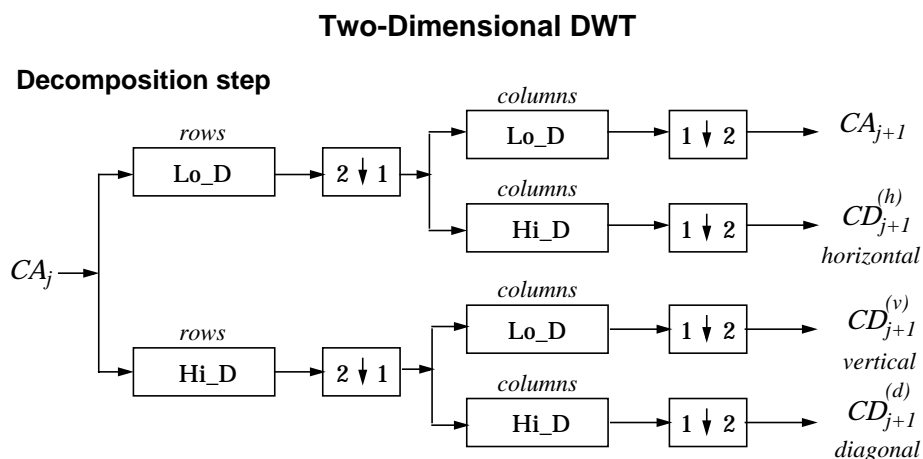 Two-Dimensional DWT
Decomposition step
columns
rows
Lo_D
1 ↓ 2
CA_{j+1}
Lo_D
2 ↓ 1
columns
Hi_D
1 ↓ 2
CD_{j+1}^{(h)}
horizontal
CA_j
columns
rows
Lo_D
1 ↓ 2
CD_{j+1}^{(v)}
vertical
Hi_D
2 ↓ 1
columns
Hi_D
1 ↓ 2
CD_{j+1}^{(d)}
diagonal